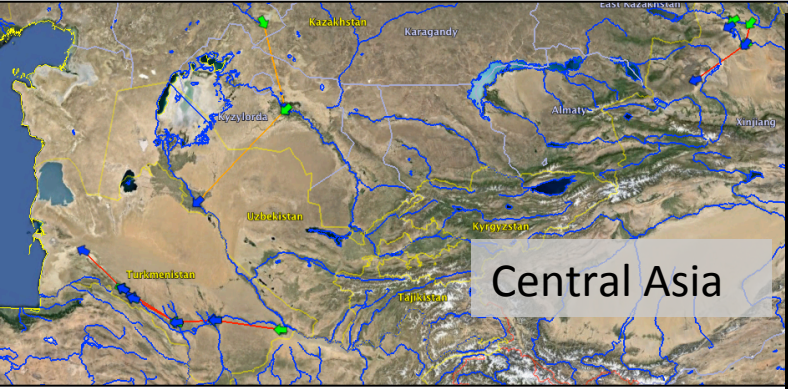 East-Kazakhstan
Kazakhstan
Karagandy
Kyzylorda
Almaty
Xinjiang
Uzbekistan
Kyrgyzstan
Turkmenistan
Tajikistan
Central Asia